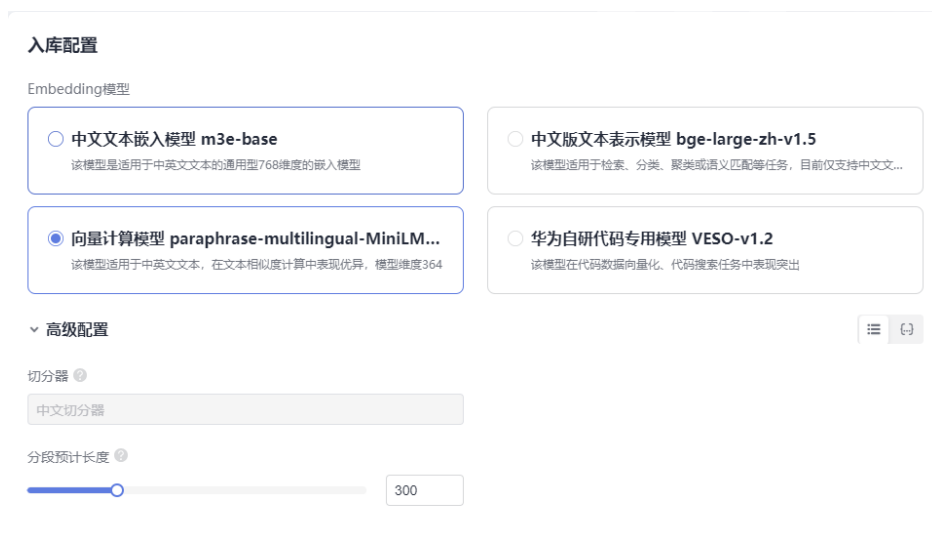 入库配置
Embedding模型
中文文本嵌入模型 m3e-base
该模型是适用于中英文文本的通用型768维度的嵌入模型
中文版文本表示模型 bge-large-zh-v1.5
该模型适用于检索、分类、聚类或语义匹配等任务，目前仅支持中文文...
向量计算模型 paraphrase-multilingual-MiniLM...
该模型适用于中英文文本，在文本相似度计算中表现优异，模型维度364
华为自研代码专用模型 VESO-v1.2
该模型在代码数据向量化、代码搜索任务中表现突出
高级配置
切分器
中文切分器
分段预计长度
300